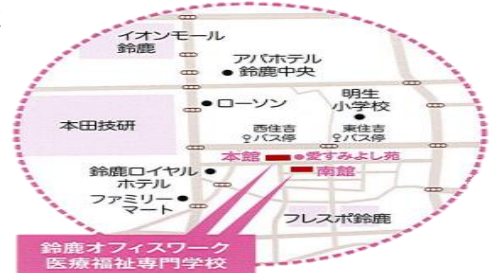 イオンモール
鈴鹿
アパホテル
鈴鹿中央
ローソン
明生
小学校
本田技研
西住吉
バス停
東住吉
バス停
本館
愛すみよし苑
南館
鈴鹿ロイヤル
ホテル
ファミリー
マート
フレスポ鈴鹿
鈴鹿オフィスワーク
医療福祉専門学校